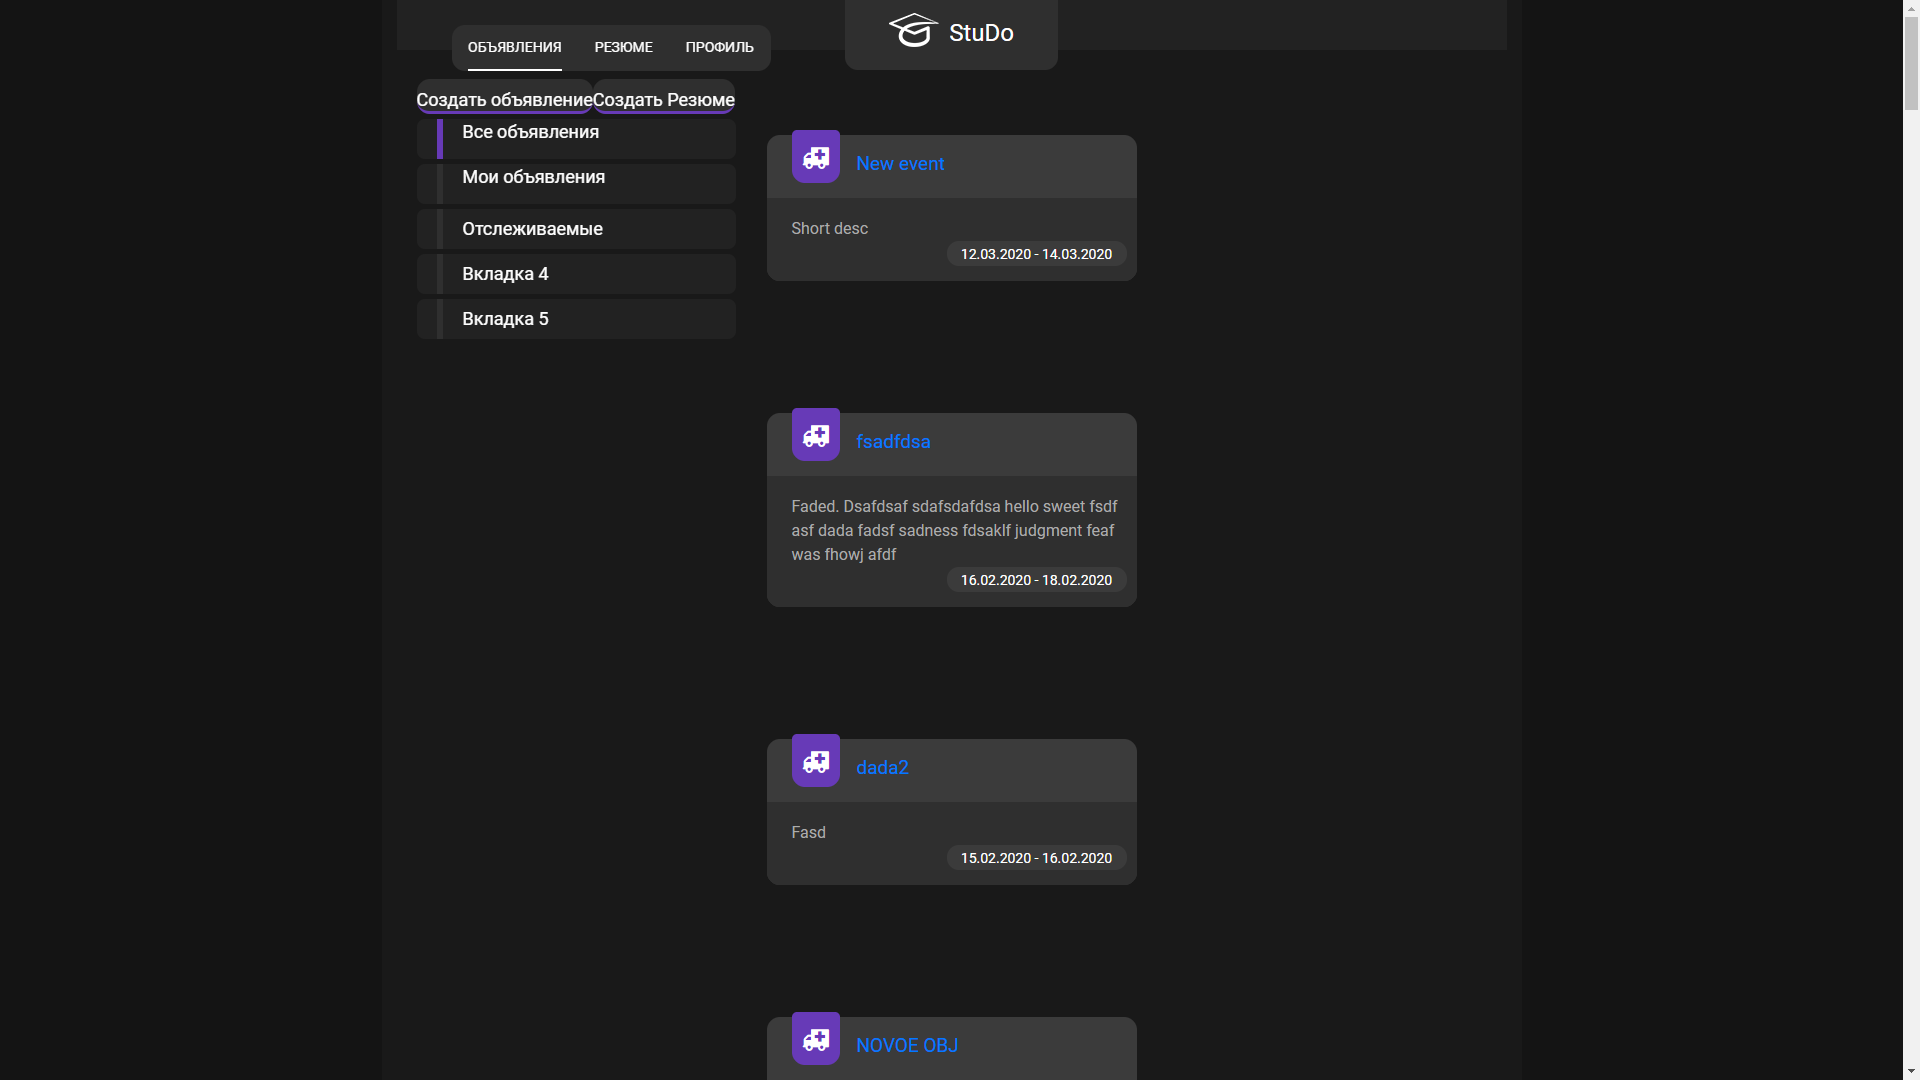 ОБЪЯВЛЕНИЯ РЕЗЮМЕ ПРОФИЛЬ
StuDo
Создать объявление Создать Резюме
Все объявления
Мои объявления
Отслеживаемые
Вкладка 4
Вкладка 5
New event
Short desc
12.03.2020 - 14.03.2020
fsadfdsa
Faded. Dsafdsaf sdafsdafdsa hello sweet fsdf
asf dada fadsf sadness fdsaklf judgment feaf
was fhowj afdf
16.02.2020 - 18.02.2020
dada2
Fasd
15.02.2020 - 16.02.2020
NOVOE OBJ